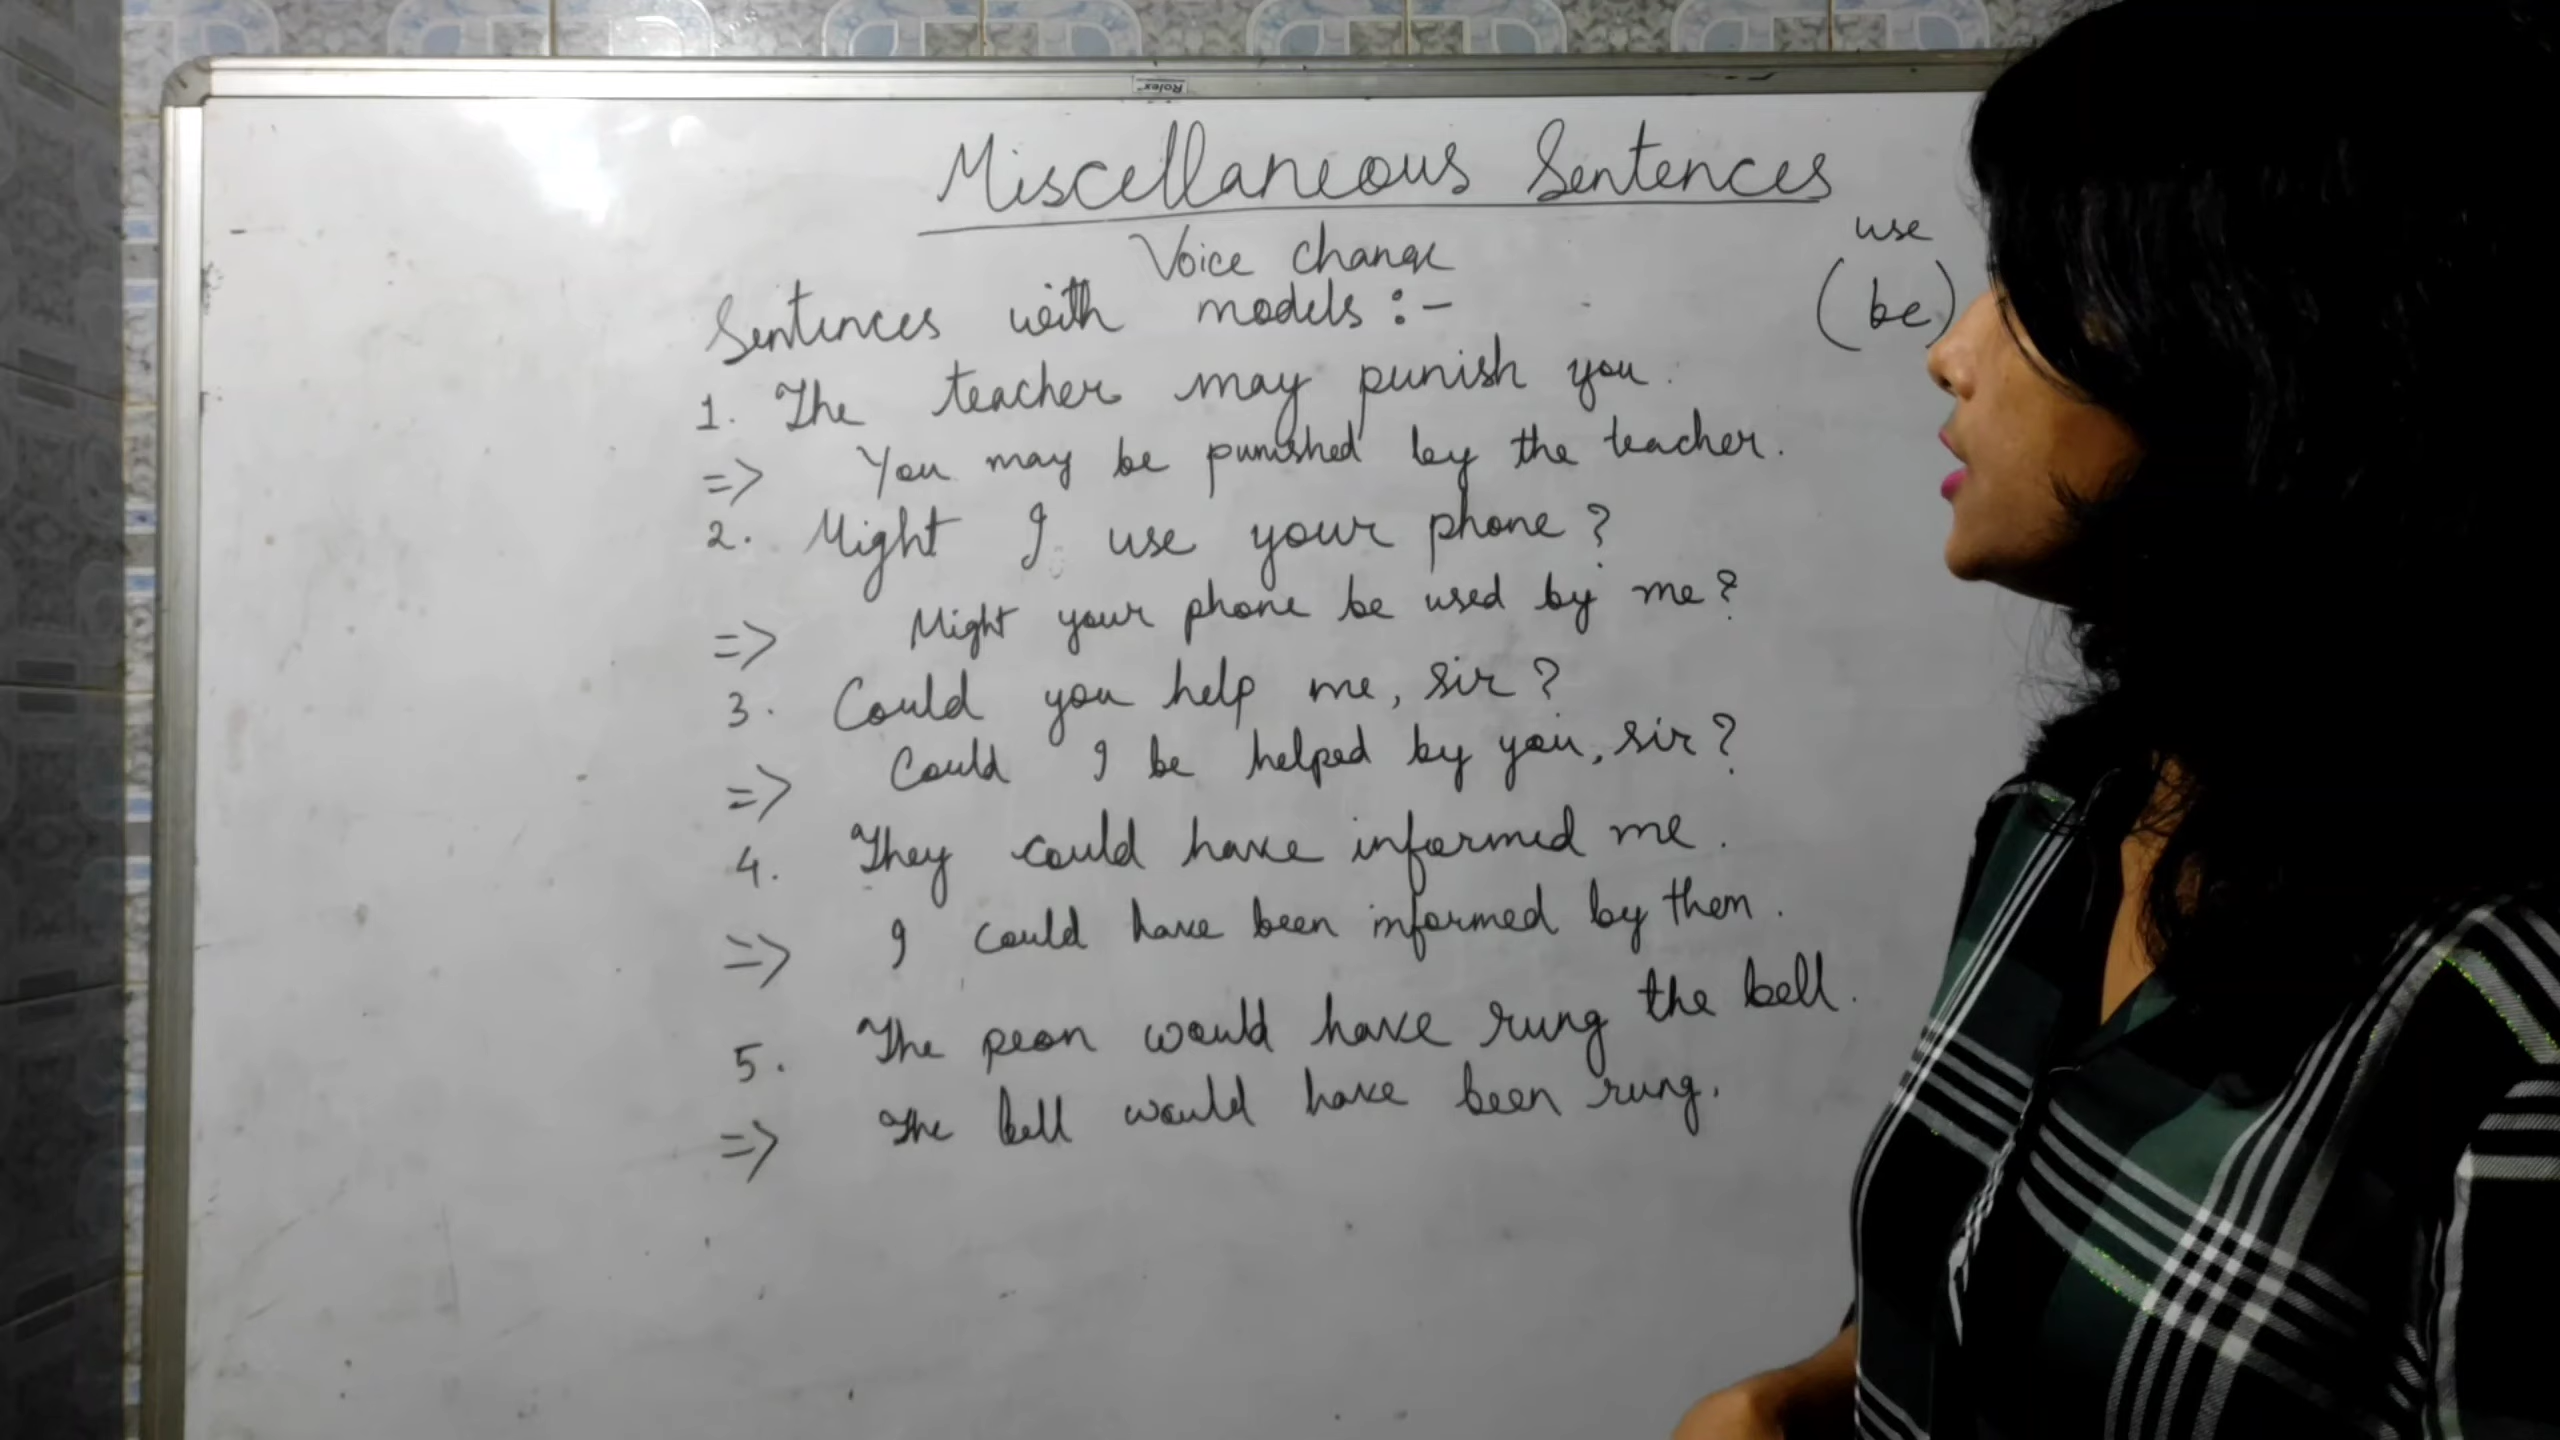 Rolex
Miscellaneous Sentences
Voice change
use
(be)
Sentences with models :-
1. The teacher may punish you.
=> You may be punished by the teacher.
2. Might I use your phone?
=> Might your phone be used by me?
3. Could you help me, sir?
=> Could I be helped by you, sir?
4. They could have informed me.
=> I could have been informed by them.
5. The peon would have rung the bell.
=> The bell would have been rung.